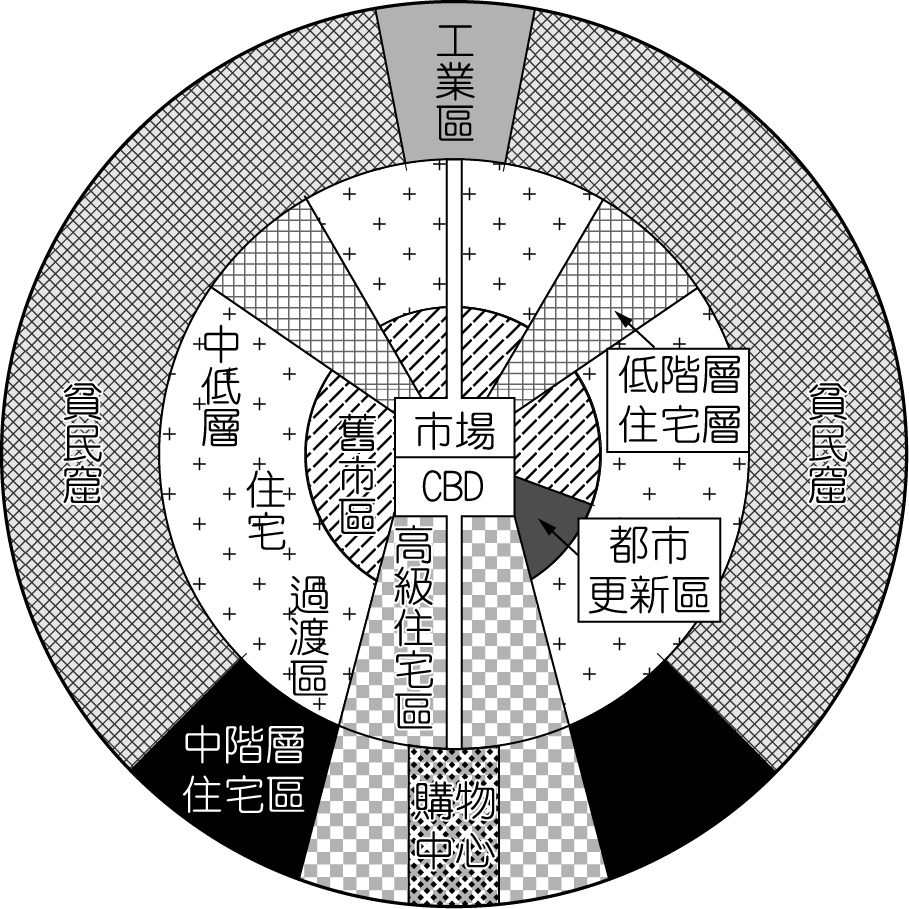 工業區
中低層
住宅
過渡區
貧民窟
舊市區
市場
CBD
高級住宅區
低階層
住宅層
都市
更新區
貧民窟
中階層
住宅區
購物
中心